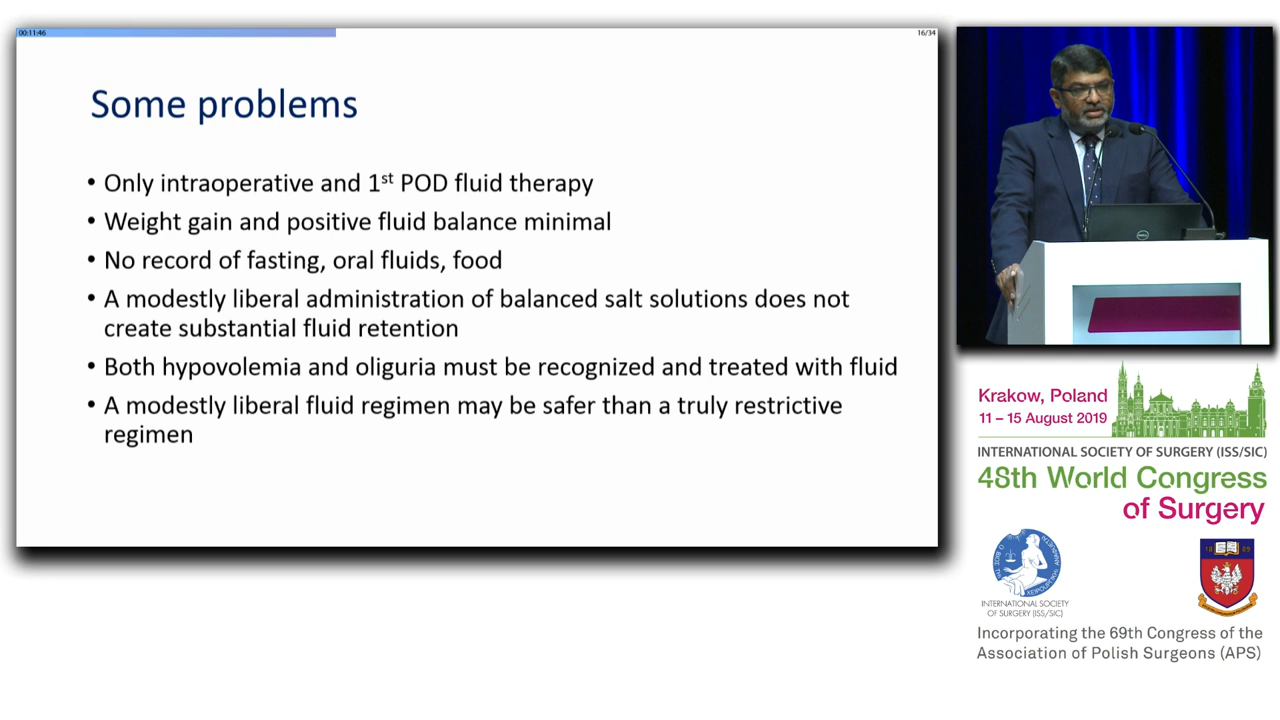 00:11:46
16/34
Some problems
• Only intraoperative and 1st POD fluid therapy
• Weight gain and positive fluid balance minimal
• No record of fasting, oral fluids, food
• A modestly liberal administration of balanced salt solutions does not
create substantial fluid retention
• Both hypovolemia and oliguria must be recognized and treated with fluid
• A modestly liberal fluid regimen may be safer than a truly restrictive
regimen
DELL
Krakow, Poland
11 – 15 August 2019
INTERNATIONAL SOCIETY OF SURGERY (ISS/SIC)
48th World Congress
of Surgery
INTERNATIONAL SOCIETY
OF SURGERY (ISS/SIC)
18 89
Incorporating the 69th Congress of the
Association of Polish Surgeons (APS)